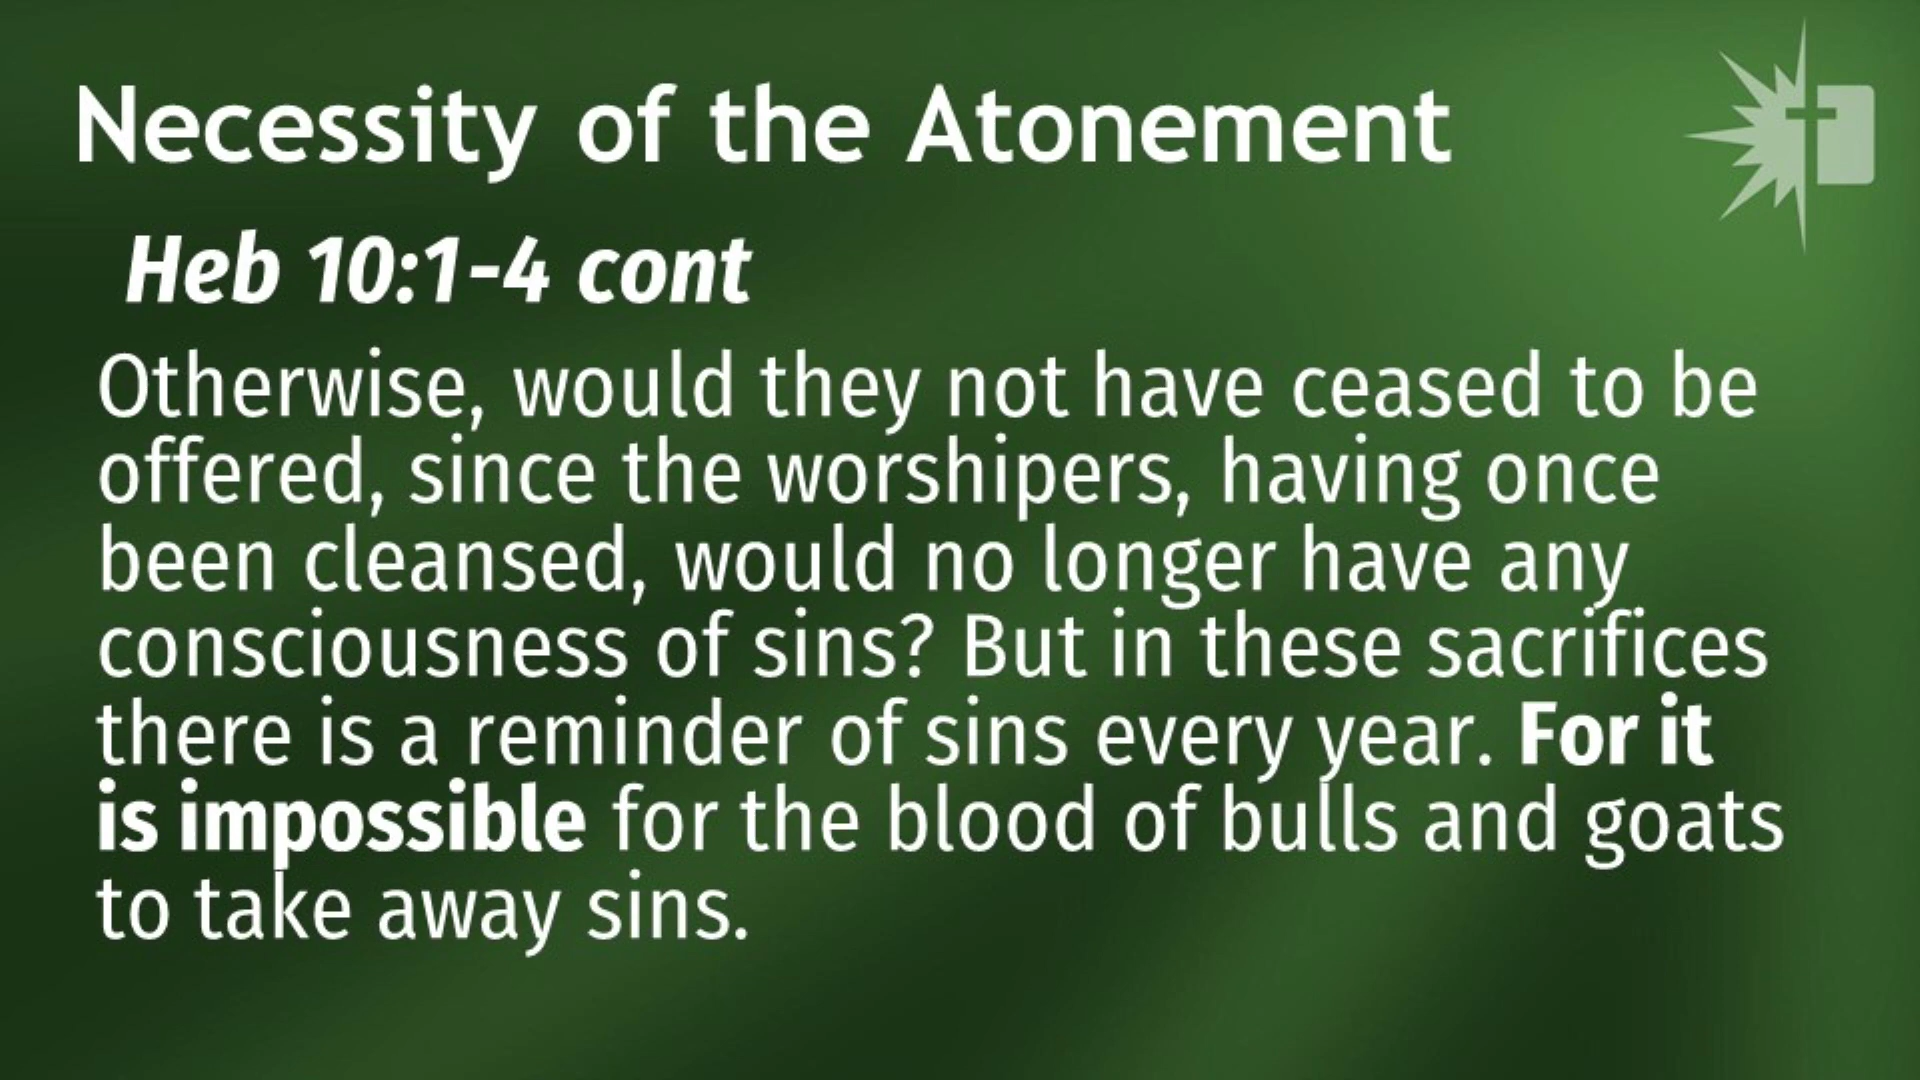 Necessity of the Atonement
Heb 10:1-4 cont
Otherwise, would they not have ceased to be
offered, since the worshipers, having once
been cleansed, would no longer have any
consciousness of sins? But in these sacrifices
there is a reminder of sins every year. For it
is impossible for the blood of bulls and goats
to take away sins.